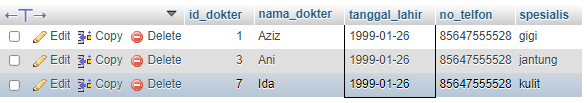 id_dokter nama_dokter tanggal_lahir no_telfon spesialis
Edit Copy Delete 1 Aziz 1999-01-26 85647555528 gigi
Edit Copy Delete 3 Ani 1999-01-26 85647555528 jantung
Edit Copy Delete 7 Ida 1999-01-26 85647555528 kulit